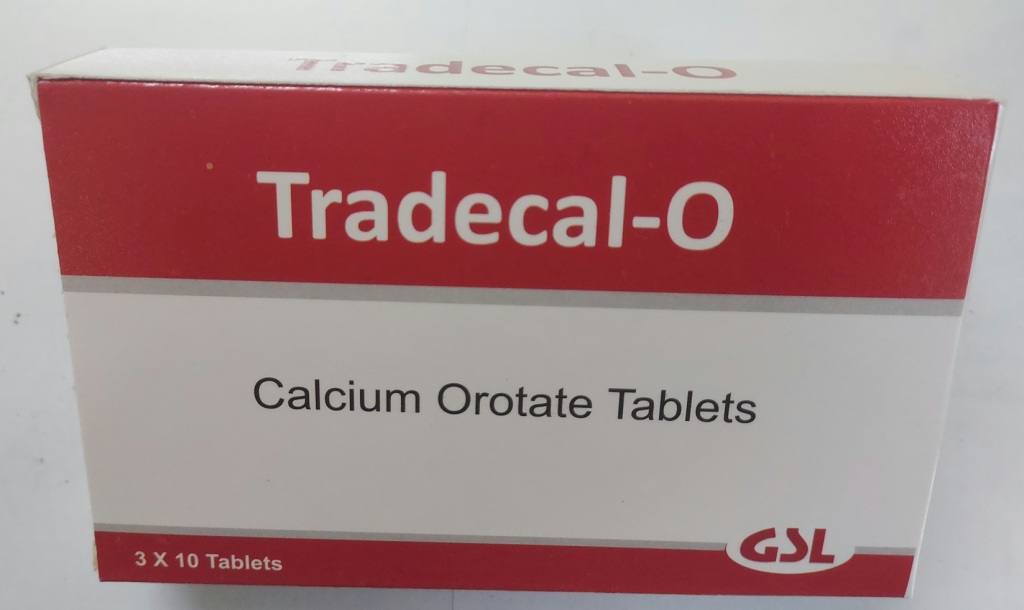 Tradecal-O
Tradecal-O
Calcium Orotate Tablets
3 X 10 Tablets
GSL